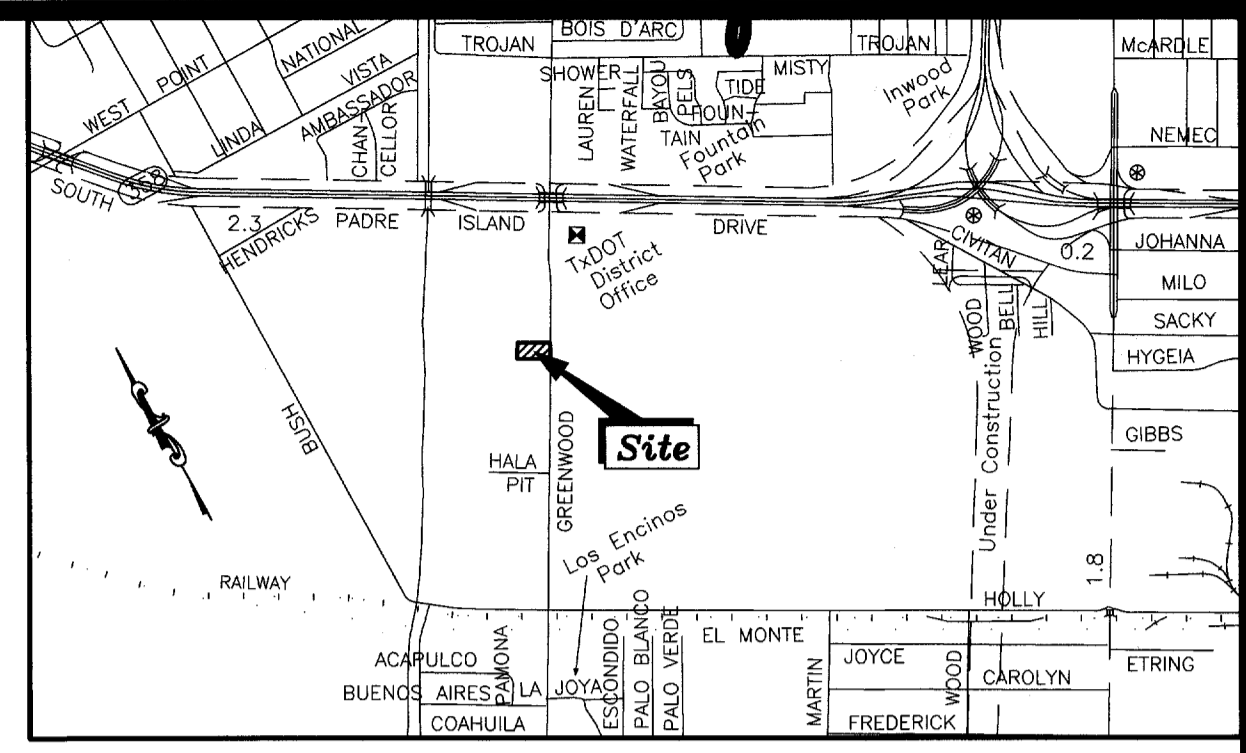 TROJAN
BOIS D'ARC
TROJAN
McARDLE
NATIONAL
VISTA
WEST POINT
LINDA
AMBASSADOR
CHAN-
CELLOR
SHOWER
LAUREN
WATERFALL
BAYOU
PELS
TIDE
MISTY
FOUN-
TAIN
Fountain
Park
Inwood
Park
NEMEC
SOUTH
358
PADRE
ISLAND
DRIVE
2.3
HENDRICKS
TxDOT
District
Office
CIVITAN
LEAR
0.2
JOHANNA
MILO
WOOD
BELL
HILL
SACKY
HYGEIA
BUSH
Site
HALA
PIT
GREENWOOD
Under Construction
GIBBS
Los Encinos
Park
1.8
RAILWAY
HOLLY
ACAPULCO
PAMONA
BUENOS AIRES
LA JOYA
COAHUILA
ESCONDIDO
PALO BLANCO
PALO VERDE
EL MONTE
MARTIN
JOYCE
WOOD
CAROLYN
FREDERICK
ETRING